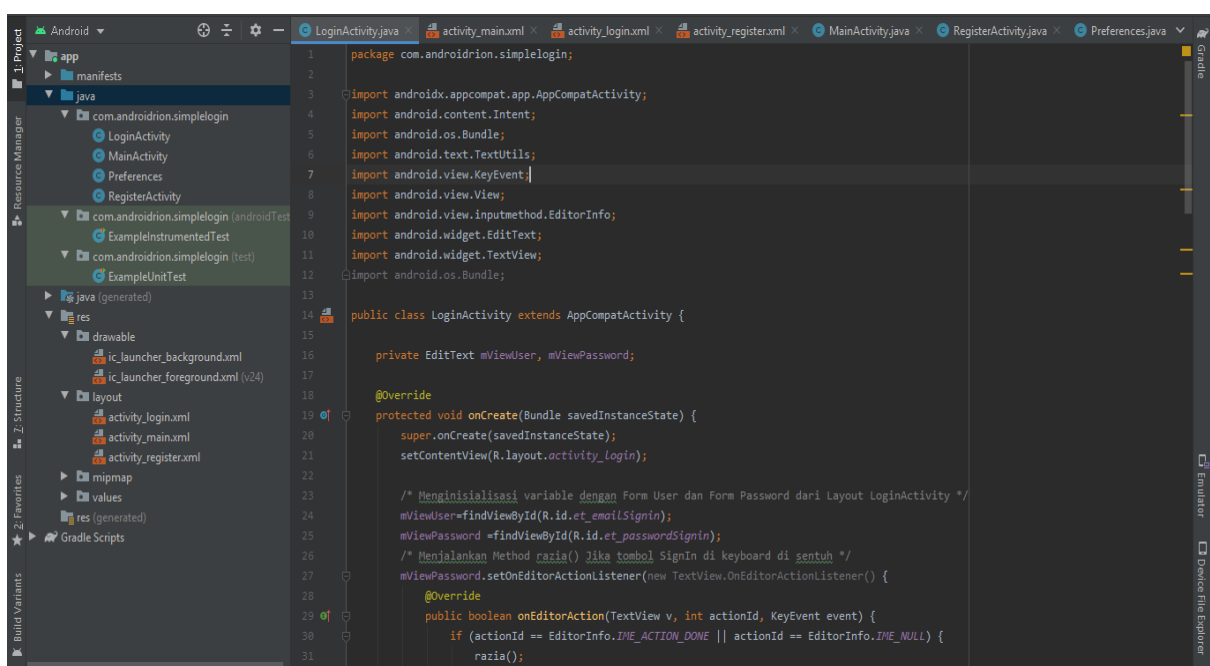 Android
LoginActivity.java
activity_main.xml
activity_login.xml
activity_register.xml
MainActivity.java
RegisterActivity.java
Preferences.java
1: Project
Resource Manager
7: Structure
2: Favorites
Build Variants
app
manifests
java
com.androidrion.simplelogin
LoginActivity
MainActivity
Preferences
RegisterActivity
com.androidrion.simplelogin (androidTest
ExampleInstrumentedTest
com.androidrion.simplelogin (test)
ExampleUnitTest
java (generated)
res
drawable
ic_launcher_background.xml
ic_launcher_foreground.xml (v24)
layout
activity_login.xml
activity_main.xml
activity_register.xml
mipmap
values
res (generated)
Gradle Scripts
1 package com.androidrion.simplelogin;
2
3 import androidx.appcompat.app.AppCompatActivity;
4 import android.content.Intent;
5 import android.os.Bundle;
6 import android.text.TextUtils;
7 import android.view.KeyEvent;
8 import android.view.View;
9 import android.view.inputmethod.EditorInfo;
10 import android.widget.EditText;
11 import android.widget.TextView;
12 import android.os.Bundle;
13
14 public class LoginActivity extends AppCompatActivity {
15
16 private EditText mViewUser, mViewPassword;
17
18 @Override
19 protected void onCreate(Bundle savedInstanceState) {
20 super.onCreate(savedInstanceState);
21 setContentView(R.layout.activity_login);
22
23 /* Menginisialisasi variable dengan Form User dan Form Password dari Layout LoginActivity */
24 mViewUser=findViewById(R.id.et_emailSignin);
25 mViewPassword =findViewById(R.id.et_passwordSignin);
26 /* Menjalankan Method razia() Jika tombol SignIn di keyboard di sentuh */
27 mViewPassword.setOnEditorActionListener(new TextView.OnEditorActionListener() {
28 @Override
29 public boolean onEditorAction(TextView v, int actionId, KeyEvent event) {
30 if (actionId == EditorInfo.IME_ACTION_DONE || actionId == EditorInfo.IME_NULL) {
31 razia();
Gradle
Emulator
Device File Explorer